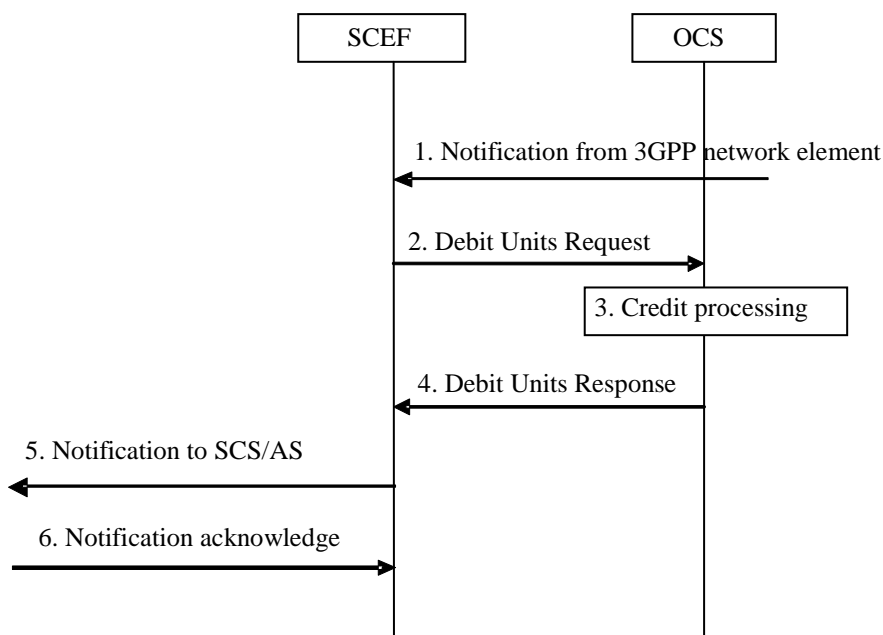 SCEF
OCS
1. Notification from 3GPP network element
2. Debit Units Request
3. Credit processing
4. Debit Units Response
5. Notification to SCS/AS
6. Notification acknowledge